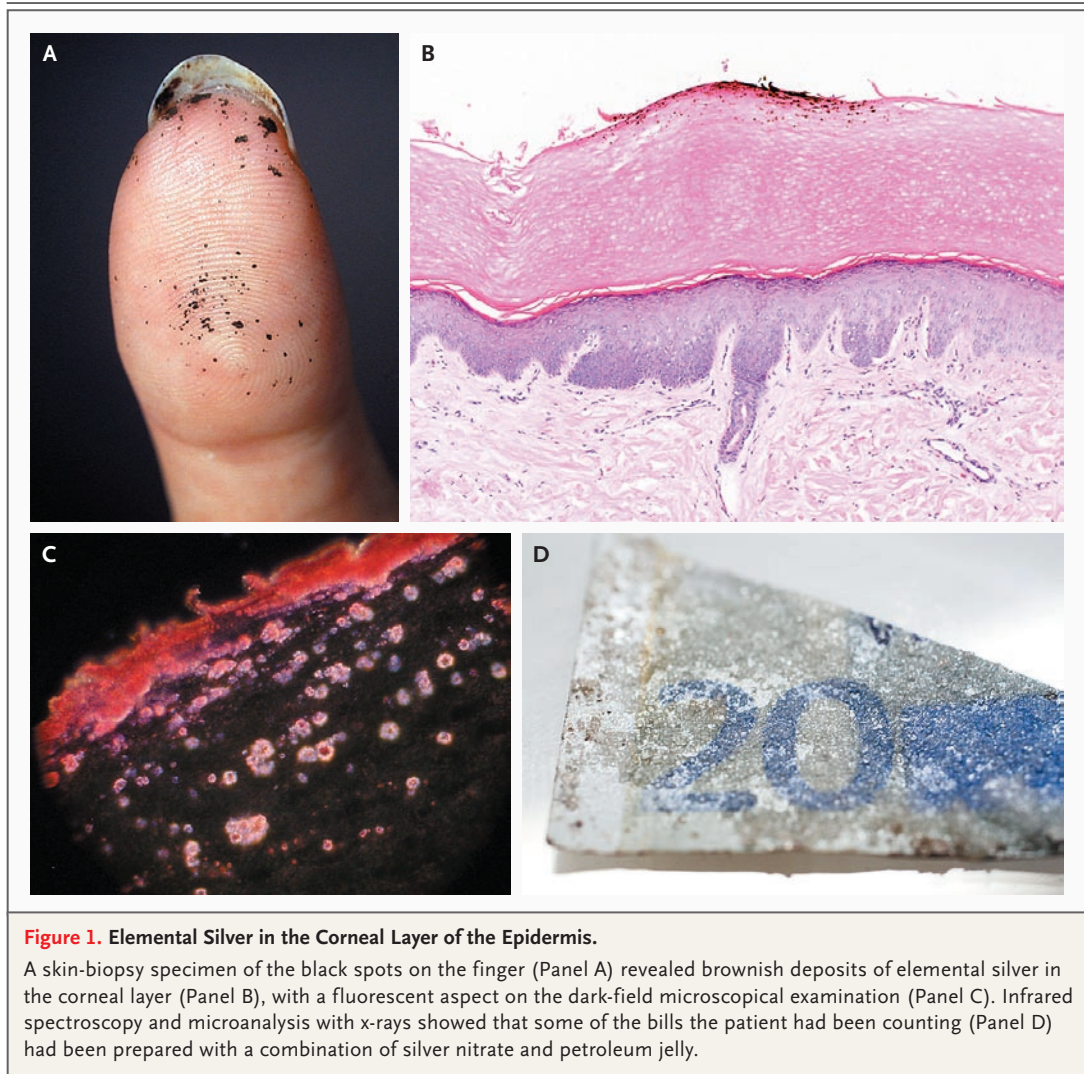 A
B
C
D
20
Figure 1. Elemental Silver in the Corneal Layer of the Epidermis.
A skin-biopsy specimen of the black spots on the finger (Panel A) revealed brownish deposits of elemental silver in
the corneal layer (Panel B), with a fluorescent aspect on the dark-field microscopical examination (Panel C). Infrared
spectroscopy and microanalysis with x-rays showed that some of the bills the patient had been counting (Panel D)
had been prepared with a combination of silver nitrate and petroleum jelly.